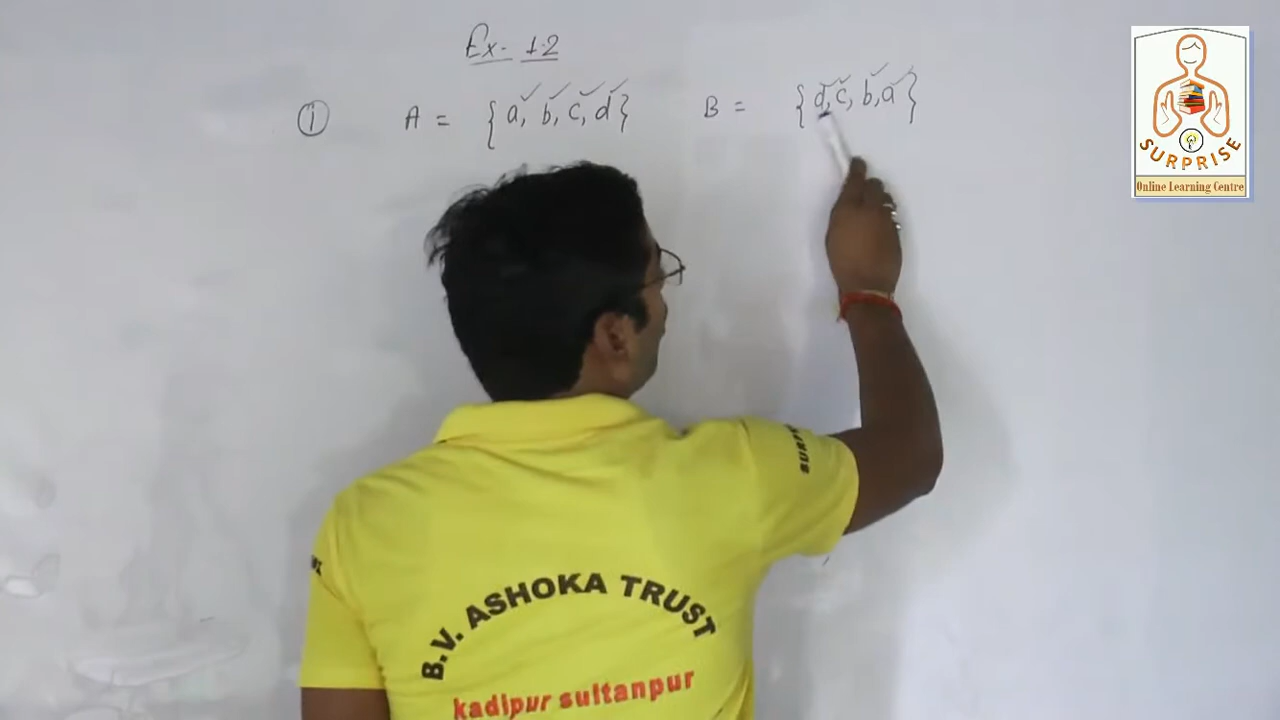 Ex- 1.2
① A = {a, b, c, d} B = {d, c, b, a}
SURPRISE
Online Learning Centre
B.V. ASHOKA TRUST
kadipur sultanpur